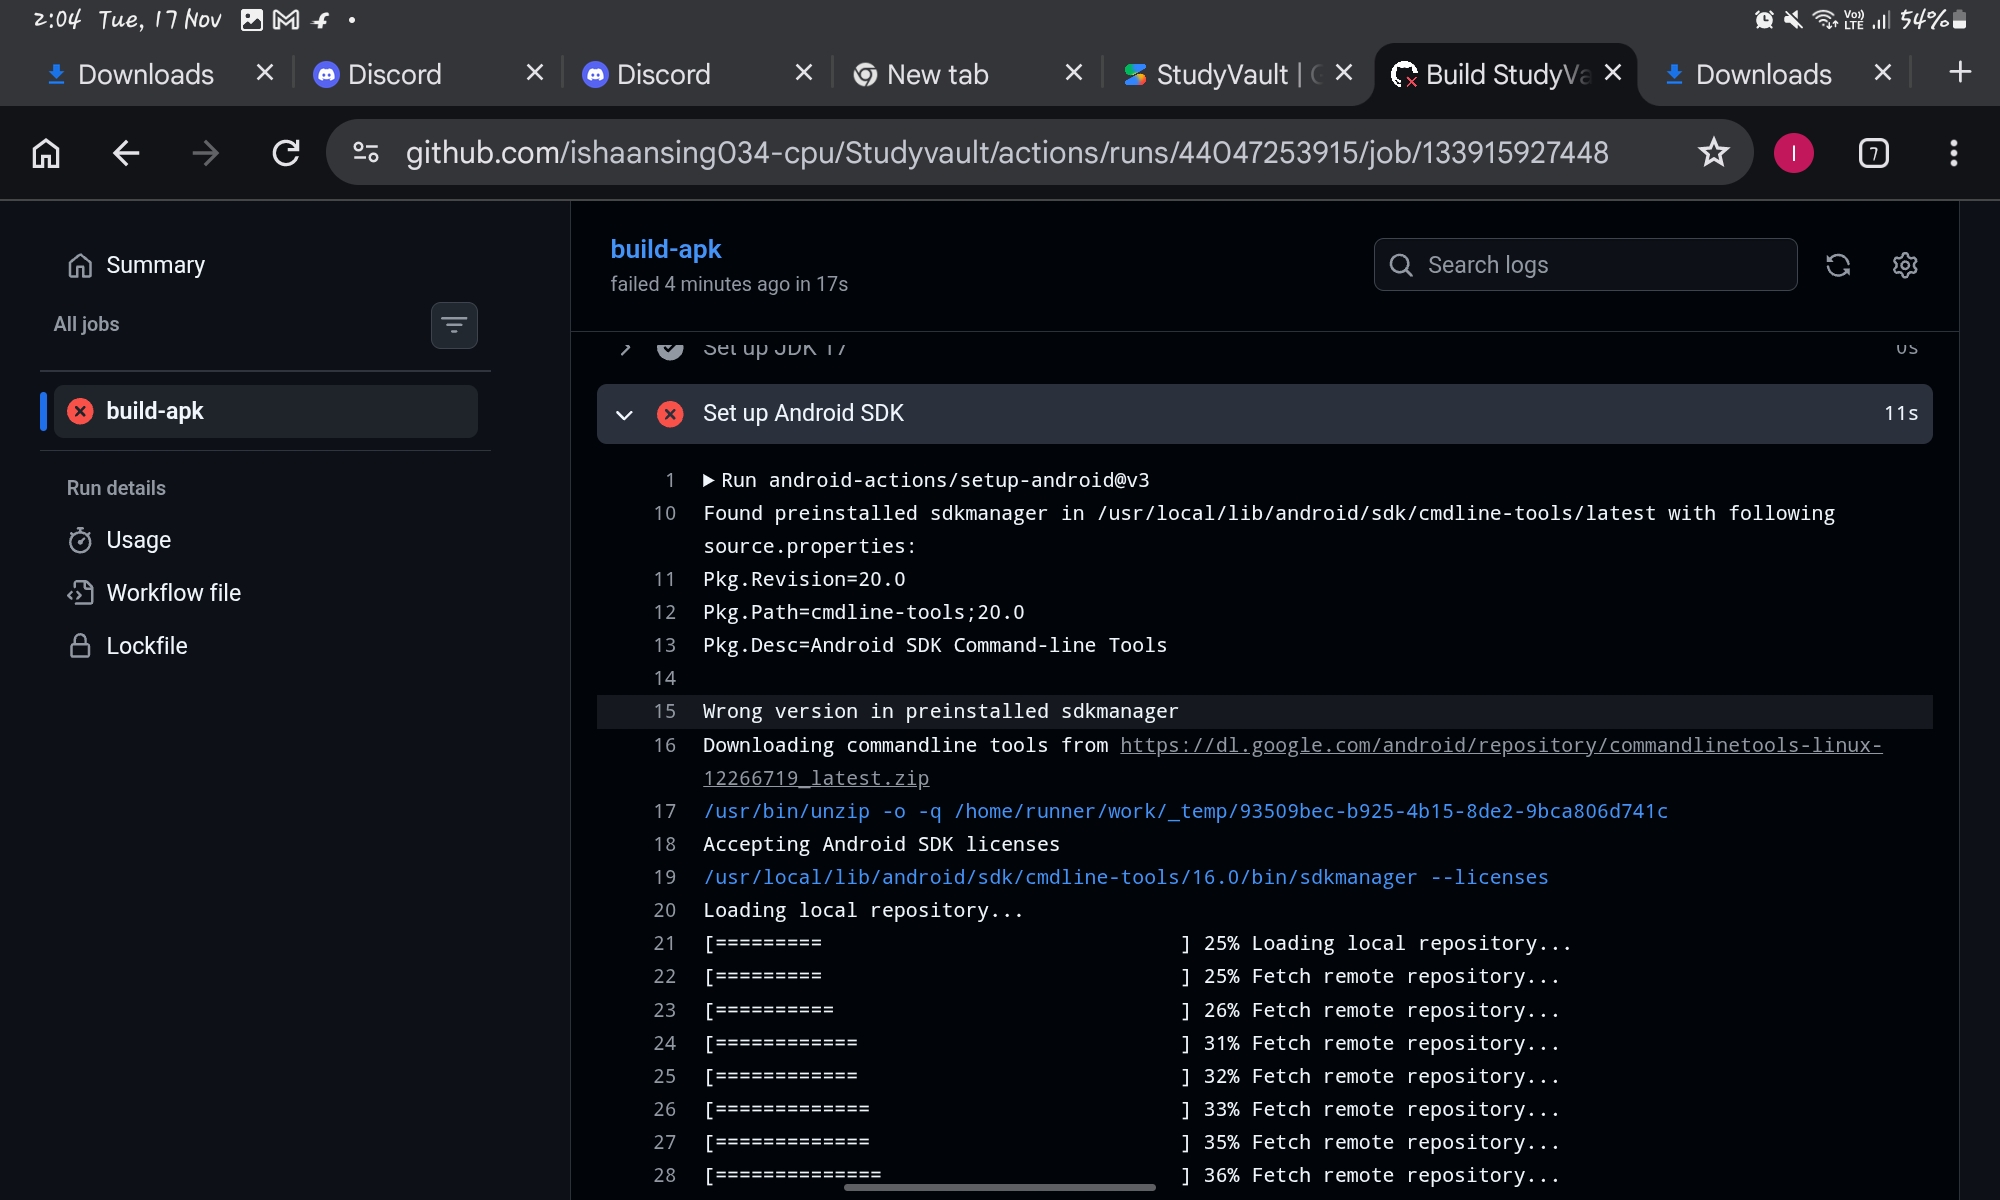 2:04 Tue, 17 Nov
Vo)) LTE 54%
Downloads
Discord
Discord
New tab
StudyVault |
Build StudyVa
Downloads
github.com/ishaansing034-cpu/Studyvault/actions/runs/44047253915/job/133915927448
I
7
Summary
All jobs
build-apk
Run details
Usage
Workflow file
Lockfile
build-apk
failed 4 minutes ago in 17s
Search logs
Set up JDK 17 0s
Set up Android SDK 11s
1 Run android-actions/setup-android@v3
10 Found preinstalled sdkmanager in /usr/local/lib/android/sdk/cmdline-tools/latest with following
source.properties:
11 Pkg.Revision=20.0
12 Pkg.Path=cmdline-tools;20.0
13 Pkg.Desc=Android SDK Command-line Tools
14
15 Wrong version in preinstalled sdkmanager
16 Downloading commandline tools from https://dl.google.com/android/repository/commandlinetools-linux-
12266719_latest.zip
17 /usr/bin/unzip -o -q /home/runner/work/_temp/93509bec-b925-4b15-8de2-9bca806d741c
18 Accepting Android SDK licenses
19 /usr/local/lib/android/sdk/cmdline-tools/16.0/bin/sdkmanager --licenses
20 Loading local repository...
21 [========= ] 25% Loading local repository...
22 [========= ] 25% Fetch remote repository...
23 [========== ] 26% Fetch remote repository...
24 [============ ] 31% Fetch remote repository...
25 [============ ] 32% Fetch remote repository...
26 [============= ] 33% Fetch remote repository...
27 [============= ] 35% Fetch remote repository...
28 [============== ] 36% Fetch remote repository...